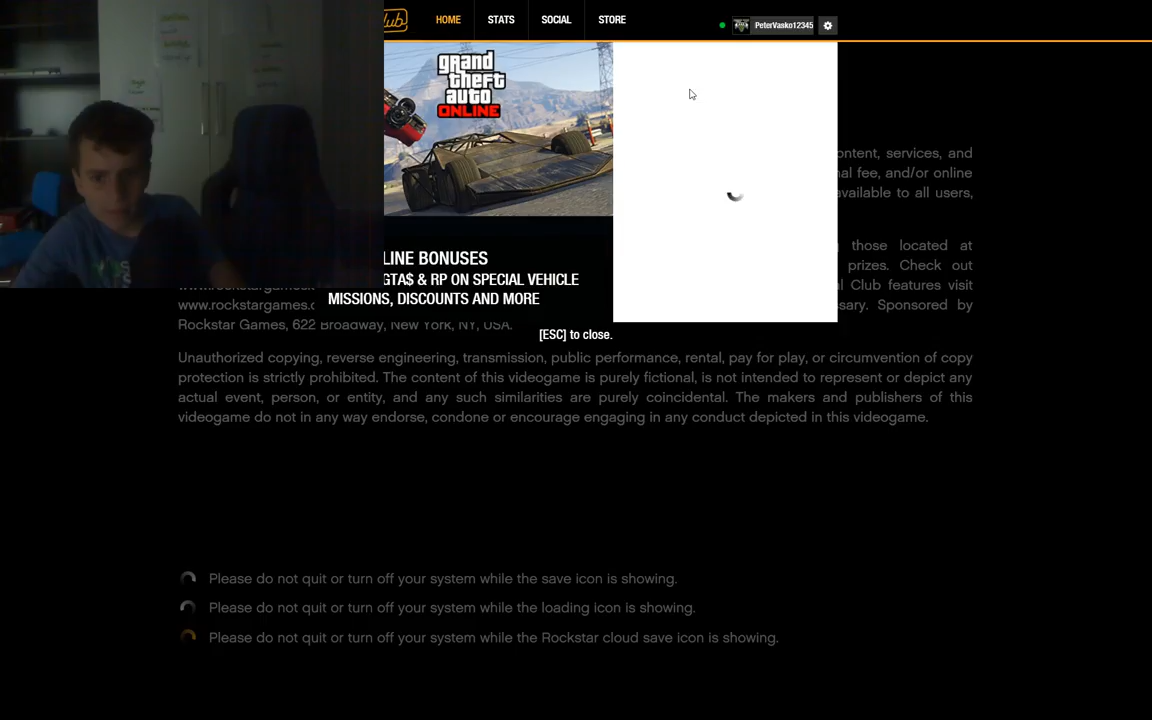 lub
HOME STATS SOCIAL STORE
PeterVasko12345
grand
theft
auto
ONLINE
LINE BONUSES
GTA$ & RP ON SPECIAL VEHICLE
MISSIONS, DISCOUNTS AND MORE
[ESC] to close.
ontent, services, and
nal fee, and/or online
available to all users,
those located at
prizes. Check out
al Club features visit
www.rockstargames.c ssary. Sponsored by
Rockstar Games, 622 Broadway, New York, NY, USA.
Unauthorized copying, reverse engineering, transmission, public performance, rental, pay for play, or circumvention of copy
protection is strictly prohibited. The content of this videogame is purely fictional, is not intended to represent or depict any
actual event, person, or entity, and any such similarities are purely coincidental. The makers and publishers of this
videogame do not in any way endorse, condone or encourage engaging in any conduct depicted in this videogame.
Please do not quit or turn off your system while the save icon is showing.
Please do not quit or turn off your system while the loading icon is showing.
Please do not quit or turn off your system while the Rockstar cloud save icon is showing.